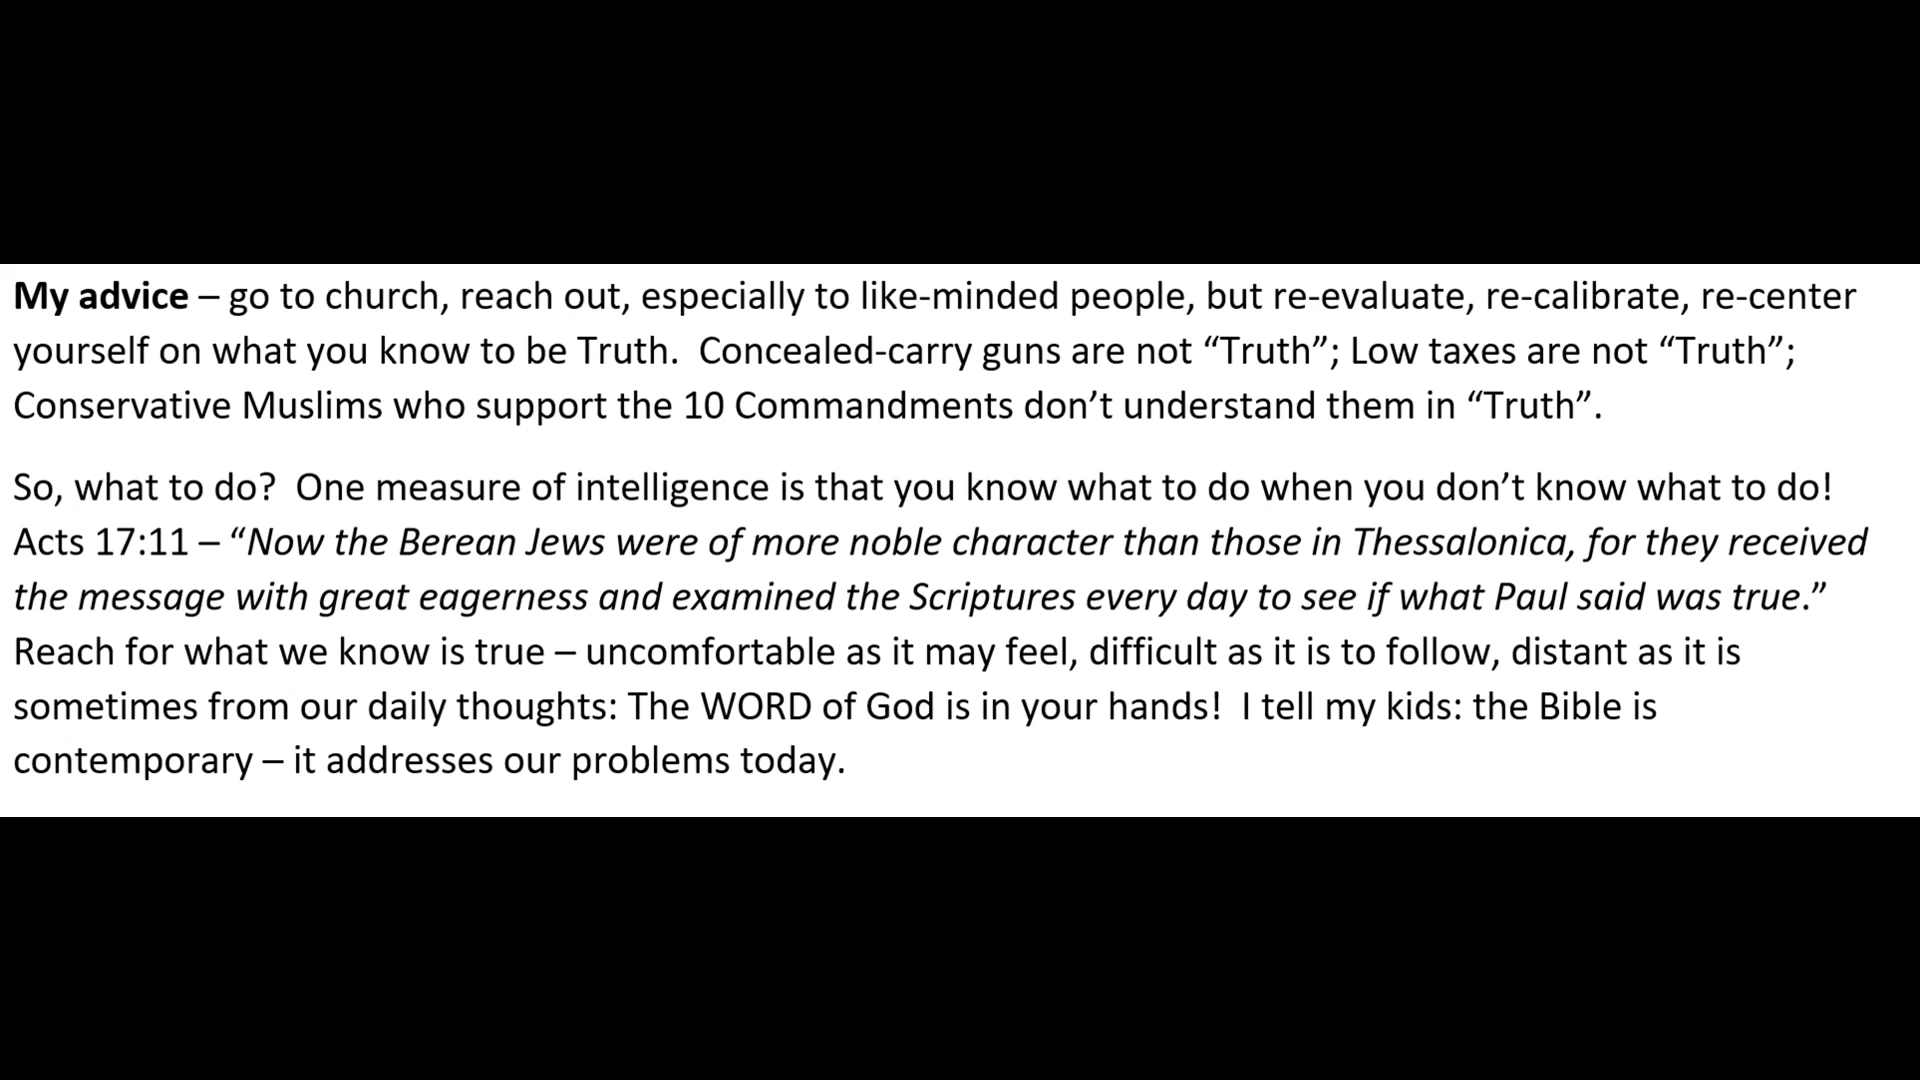 My advice – go to church, reach out, especially to like-minded people, but re-evaluate, re-calibrate, re-center
yourself on what you know to be Truth.  Concealed-carry guns are not “Truth”; Low taxes are not “Truth”;
Conservative Muslims who support the 10 Commandments don’t understand them in “Truth”.
So, what to do?  One measure of intelligence is that you know what to do when you don’t know what to do!
Acts 17:11 – “Now the Berean Jews were of more noble character than those in Thessalonica, for they received
the message with great eagerness and examined the Scriptures every day to see if what Paul said was true.”
Reach for what we know is true – uncomfortable as it may feel, difficult as it is to follow, distant as it is
sometimes from our daily thoughts: The WORD of God is in your hands!  I tell my kids: the Bible is
contemporary – it addresses our problems today.